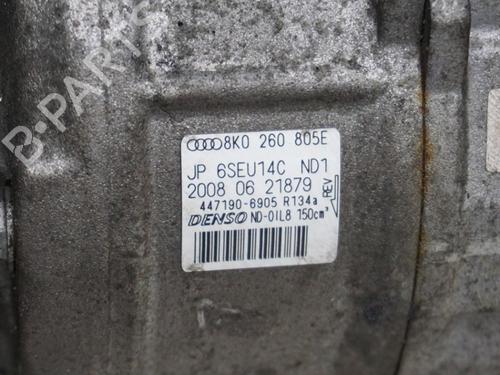 B-PARTS
8K0 260 805E
JP 6SEU14C ND1
2008 06 21879
REV
447190-6905 R134a
DENSO ND-OIL8 150cm³